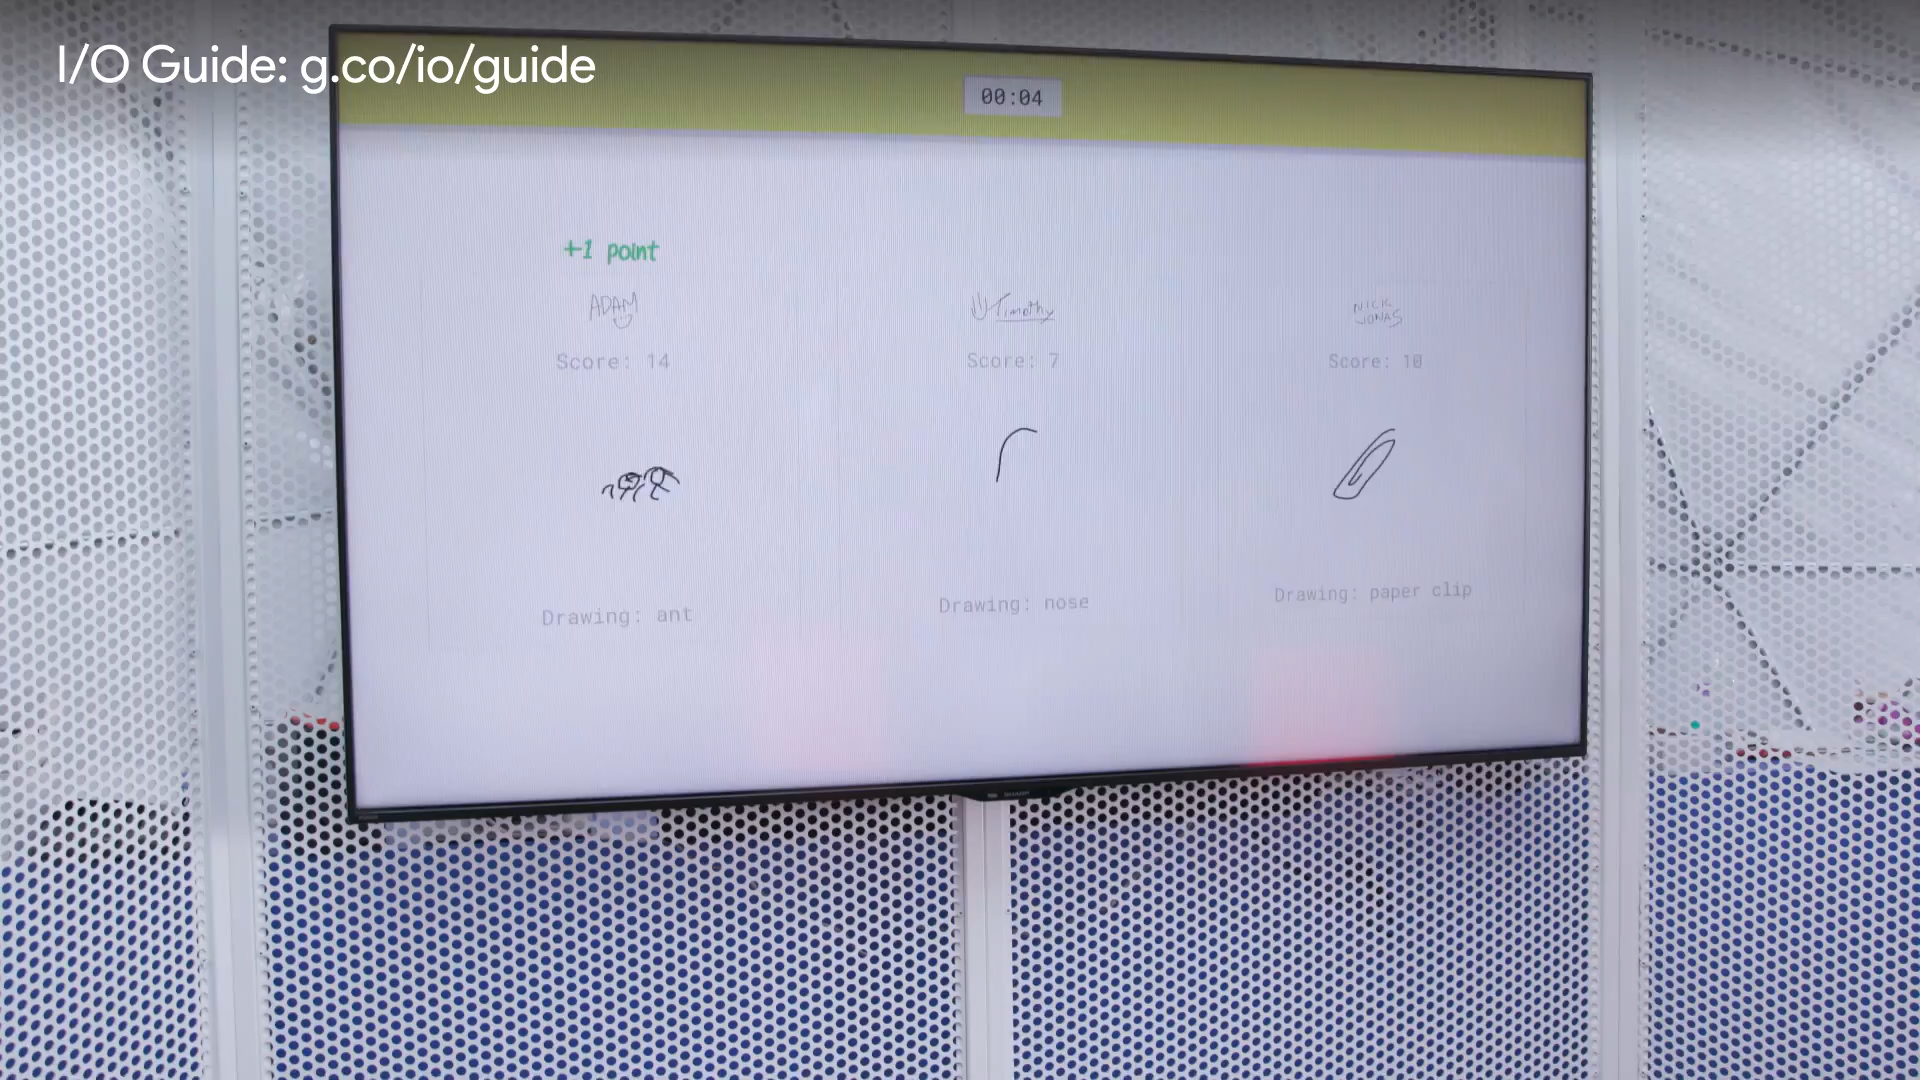 I/O Guide: g.co/io/guide
00:04
+1 point
ADAM
Score: 14
Drawing: ant
Timothy
Score: 7
Drawing: nose
NICK
JONAS
Score: 10
Drawing: paper clip